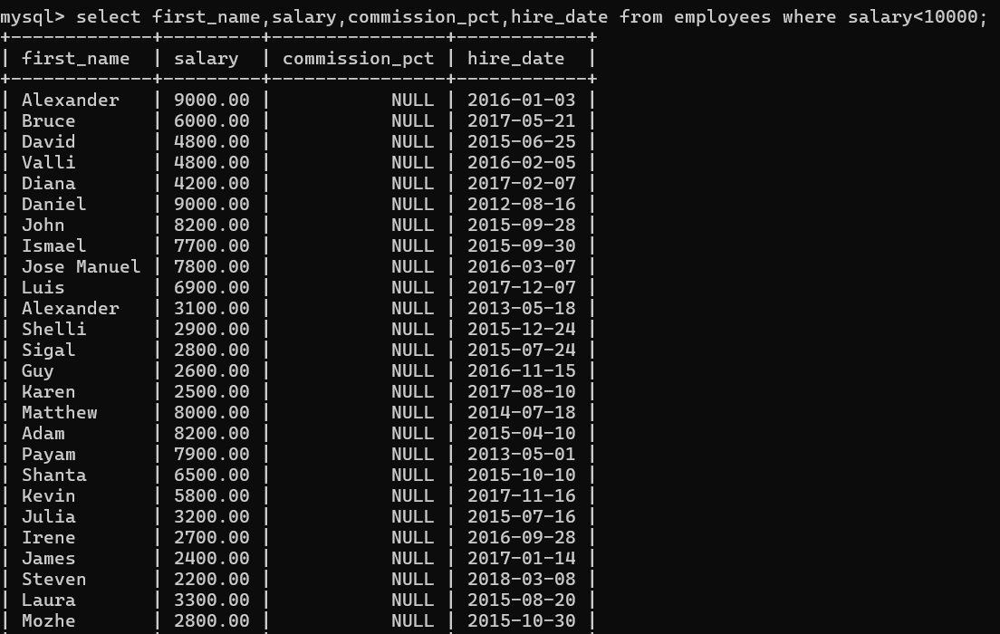 mysql> select first_name,salary,commission_pct,hire_date from employees where salary<10000;
+-------------+---------+----------------+------------+
| first_name  | salary  | commission_pct | hire_date  |
+-------------+---------+----------------+------------+
| Alexander   | 9000.00 |           NULL | 2016-01-03 |
| Bruce       | 6000.00 |           NULL | 2017-05-21 |
| David       | 4800.00 |           NULL | 2015-06-25 |
| Valli       | 4800.00 |           NULL | 2016-02-05 |
| Diana       | 4200.00 |           NULL | 2017-02-07 |
| Daniel      | 9000.00 |           NULL | 2012-08-16 |
| John        | 8200.00 |           NULL | 2015-09-28 |
| Ismael      | 7700.00 |           NULL | 2015-09-30 |
| Jose Manuel | 7800.00 |           NULL | 2016-03-07 |
| Luis        | 6900.00 |           NULL | 2017-12-07 |
| Alexander   | 3100.00 |           NULL | 2013-05-18 |
| Shelli      | 2900.00 |           NULL | 2015-12-24 |
| Sigal       | 2800.00 |           NULL | 2015-07-24 |
| Guy         | 2600.00 |           NULL | 2016-11-15 |
| Karen       | 2500.00 |           NULL | 2017-08-10 |
| Matthew     | 8000.00 |           NULL | 2014-07-18 |
| Adam        | 8200.00 |           NULL | 2015-04-10 |
| Payam       | 7900.00 |           NULL | 2013-05-01 |
| Shanta      | 6500.00 |           NULL | 2015-10-10 |
| Kevin       | 5800.00 |           NULL | 2017-11-16 |
| Julia       | 3200.00 |           NULL | 2015-07-16 |
| Irene       | 2700.00 |           NULL | 2016-09-28 |
| James       | 2400.00 |           NULL | 2017-01-14 |
| Steven      | 2200.00 |           NULL | 2018-03-08 |
| Laura       | 3300.00 |           NULL | 2015-08-20 |
| Mozhe       | 2800.00 |           NULL | 2015-10-30 |